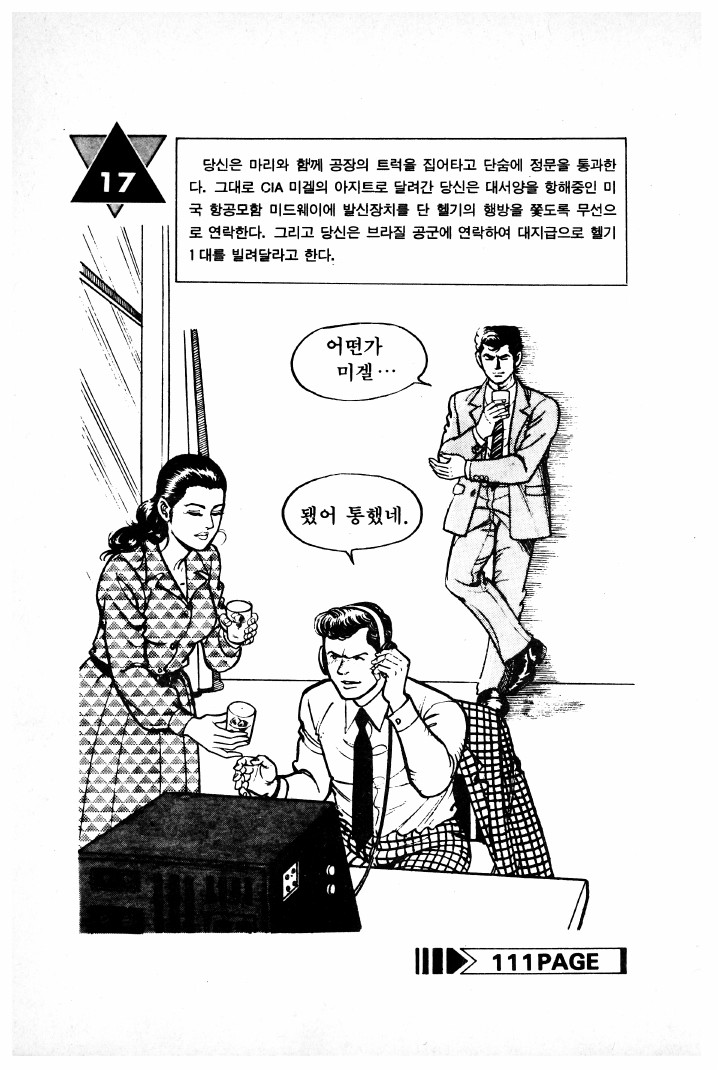 17
당신은 마리와 함께 공장의 트럭을 집어타고 단숨에 정문을 통과한
다. 그대로 CIA 미겔의 아지트로 달려간 당신은 대서양을 항해중인 미
국 항공모함 미드웨이에 발신장치를 단 헬기의 행방을 쫓도록 무선으
로 연락한다. 그리고 당신은 브라질 공군에 연락하여 대지급으로 헬기
1대를 빌려달라고 한다.
어떤가
미겔…
됐어 통했네.
111PAGE